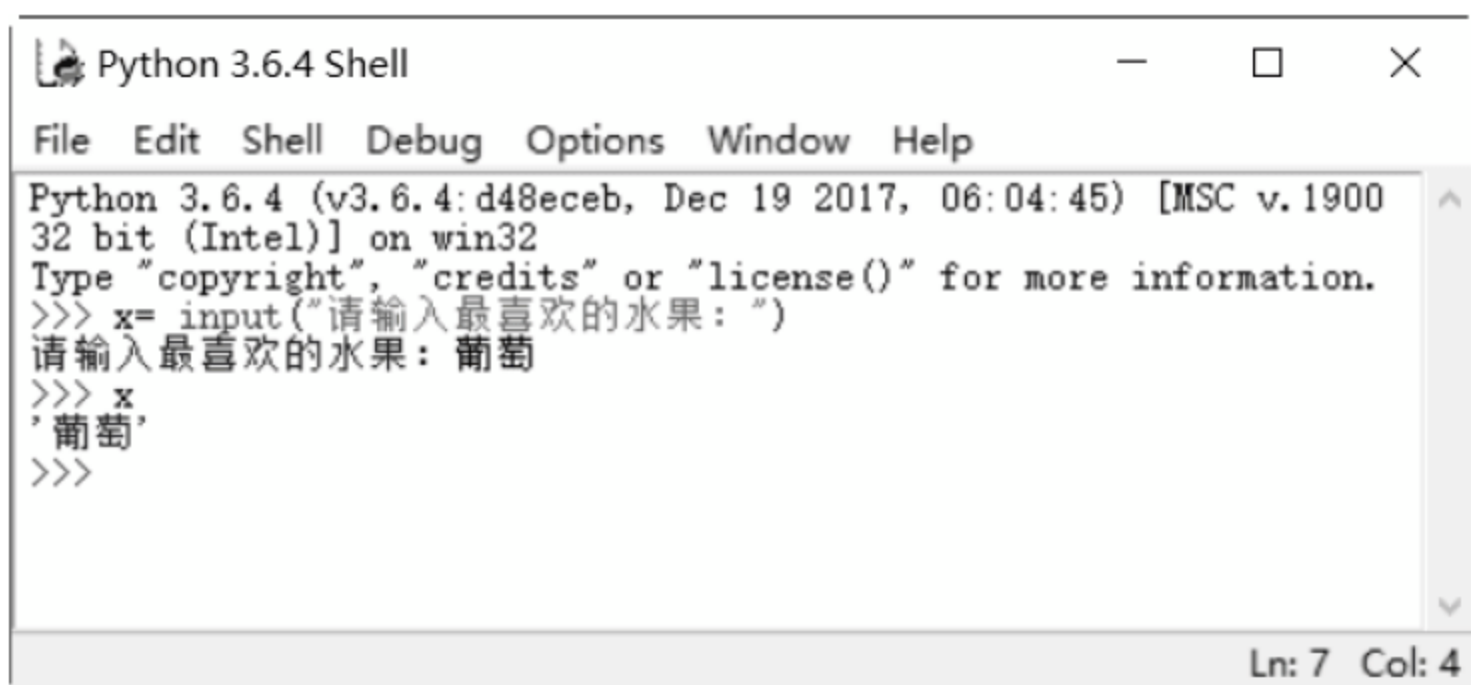 Python 3.6.4 Shell
File Edit Shell Debug Options Window Help
Python 3.6.4 (v3.6.4:d48eceb, Dec 19 2017, 06:04:45) [MSC v.1900
32 bit (Intel)] on win32
Type "copyright", "credits" or "license()" for more information.
>>> x= input("请输入最喜欢的水果：")
请输入最喜欢的水果：葡萄
>>> x
'葡萄'
>>>
Ln: 7 Col: 4